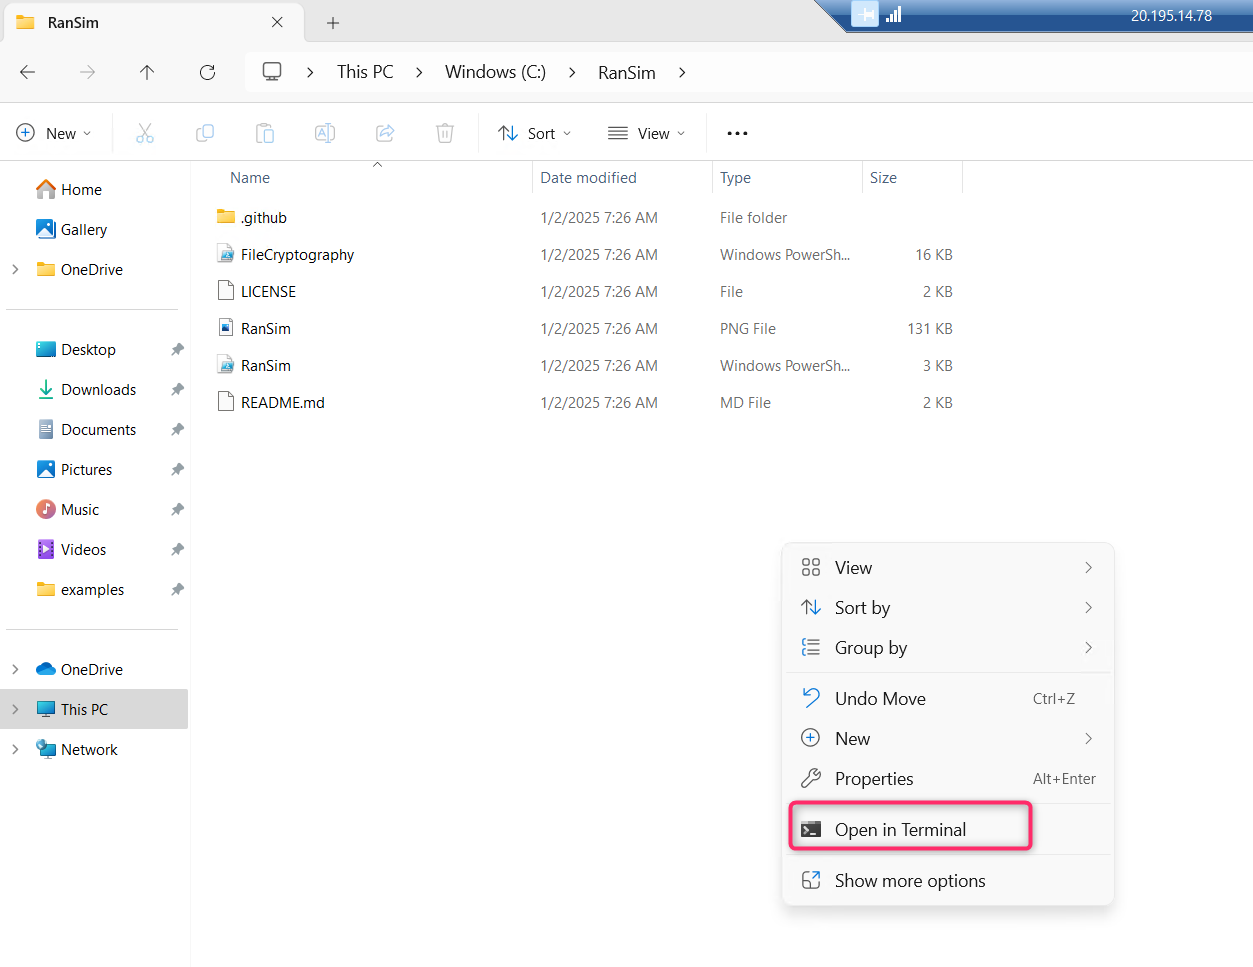 RanSim
20.195.14.78
This PC
Windows (C:)
RanSim
New
Sort
View
Name
Date modified
Type
Size
.github 1/2/2025 7:26 AM File folder
FileCryptography 1/2/2025 7:26 AM Windows PowerSh... 16 KB
LICENSE 1/2/2025 7:26 AM File 2 KB
RanSim 1/2/2025 7:26 AM PNG File 131 KB
RanSim 1/2/2025 7:26 AM Windows PowerSh... 3 KB
README.md 1/2/2025 7:26 AM MD File 2 KB
Home
Gallery
OneDrive
Desktop
Downloads
Documents
Pictures
Music
Videos
examples
OneDrive
This PC
Network
View
Sort by
Group by
Undo Move Ctrl+Z
New
Properties Alt+Enter
Open in Terminal
Show more options